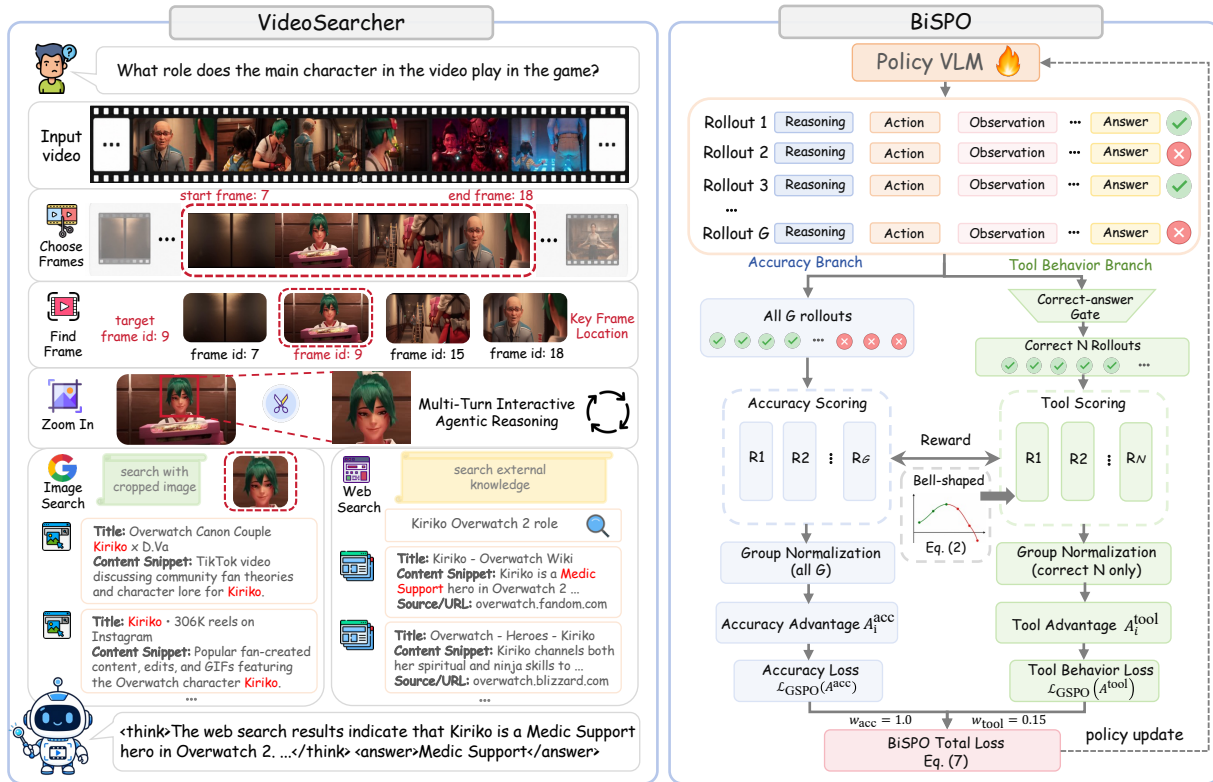 VideoSearcher
What role does the main character in the video play in the game?
Input
video
...
...
start frame: 7
end frame: 18
Choose
Frames
...
...
Find
Frame
target
frame id: 9
Key Frame
Location
frame id: 7
frame id: 9
frame id: 15
frame id: 18
Zoom In
Multi-Turn Interactive
Agentic Reasoning
Image
Search
search with
cropped image
Title: Overwatch Canon Couple
Kiriko x D.Va
Content Snippet: TikTok video
discussing community fan theories
and character lore for Kiriko.
Title: Kiriko • 306K reels on
Instagram
Content Snippet: Popular fan-created
content, edits, and GIFs featuring
the Overwatch character Kiriko.
...
Web
Search
search external
knowledge
Kiriko Overwatch 2 role
Title: Kiriko - Overwatch Wiki
Content Snippet: Kiriko is a Medic
Support hero in Overwatch 2 ...
Source/URL: overwatch.fandom.com
Title: Overwatch - Heroes - Kiriko
Content Snippet: Kiriko channels both
her spiritual and ninja skills to ...
Source/URL: overwatch.blizzard.com
...
<think>The web search results indicate that Kiriko is a Medic Support
hero in Overwatch 2. ...</think> <answer>Medic Support</answer>
BiSPO
Policy VLM
Rollout 1 Reasoning Action Observation ... Answer
Rollout 2 Reasoning Action Observation ... Answer
Rollout 3 Reasoning Action Observation ... Answer
...
Rollout G Reasoning Action Observation ... Answer
Accuracy Branch
Tool Behavior Branch
All G rollouts
...
Correct-answer
Gate
Correct N Rollouts
...
Accuracy Scoring
R1 R2 ⋮ RG
Reward
Bell-shaped
Eq. (2)
Tool Scoring
R1 R2 ⋮ RN
Group Normalization
(all G)
Group Normalization
(correct N only)
Accuracy Advantage A_i^acc
Tool Advantage A_i^tool
Accuracy Loss
ℒ_GSPO(A^acc)
Tool Behavior Loss
ℒ_GSPO(A^tool)
w_acc = 1.0
w_tool = 0.15
BiSPO Total Loss
Eq. (7)
policy update